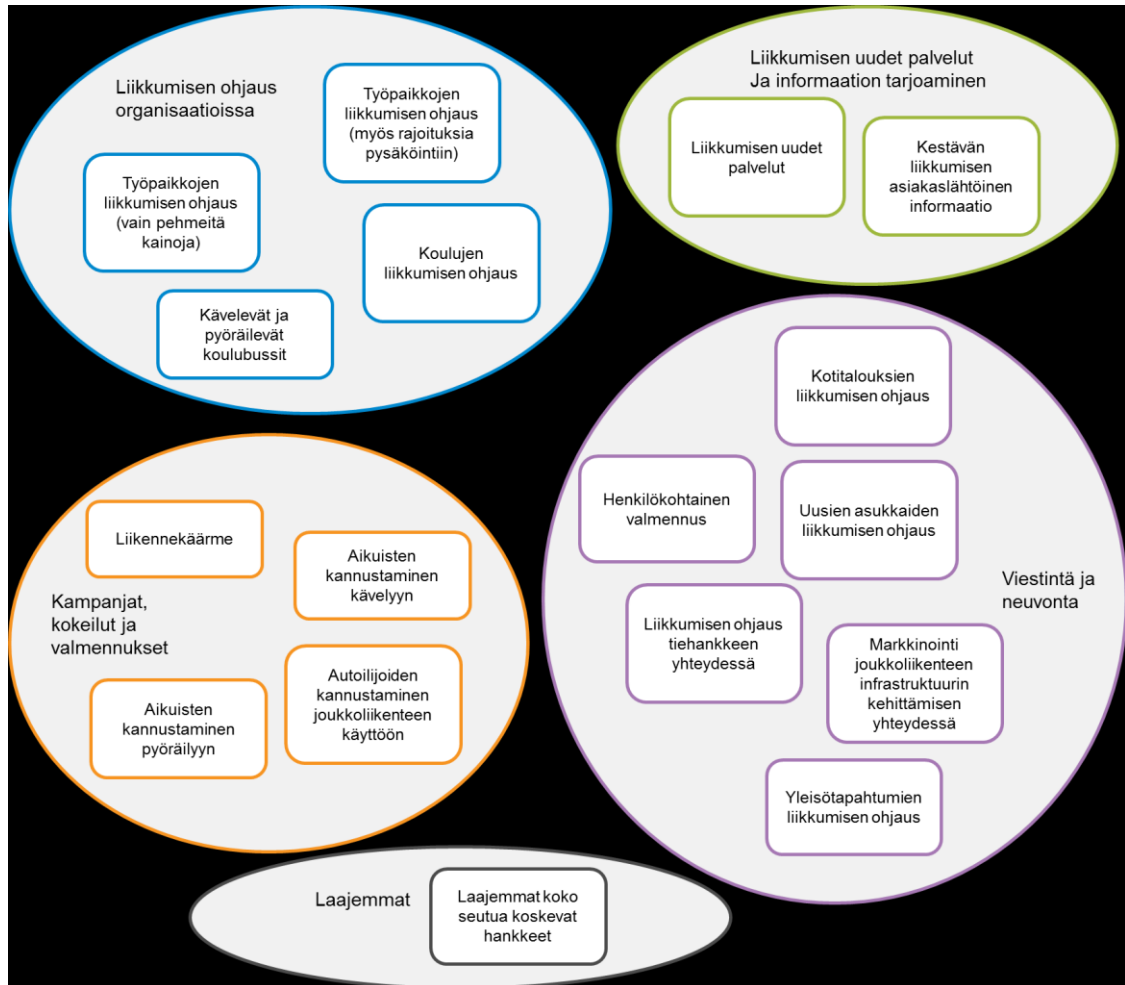 Liikkumisen ohjaus
organisaatioissa
Työpaikkojen
liikkumisen ohjaus
(myös rajoituksia
pysäköintiin)
Työpaikkojen
liikkumisen ohjaus
(vain pehmeitä
kainoja)
Koulujen
liikkumisen ohjaus
Kävelevät ja
pyöräilevät
koulubussit
Liikkumisen uudet palvelut
Ja informaation tarjoaminen
Liikkumisen uudet
palvelut
Kestävän
liikkumisen
asiakaslähtöinen
informaatio
Kotitalouksien
liikkumisen ohjaus
Henkilökohtainen
valmennus
Uusien asukkaiden
liikkumisen ohjaus
Viestintä ja
neuvonta
Liikkumisen ohjaus
tiehankkeen
yhteydessä
Markkinointi
joukkoliikenteen
infrastruktuurin
kehittämisen
yhteydessä
Yleisötapahtumien
liikkumisen ohjaus
Liikennekäärme
Aikuisten
kannustaminen
kävelyyn
Kampanjat,
kokeilut ja
valmennukset
Autoilijoiden
kannustaminen
joukkoliikenteen
käyttöön
Aikuisten
kannustaminen
pyöräilyyn
Laajemmat
Laajemmat koko
seutua koskevat
hankkeet